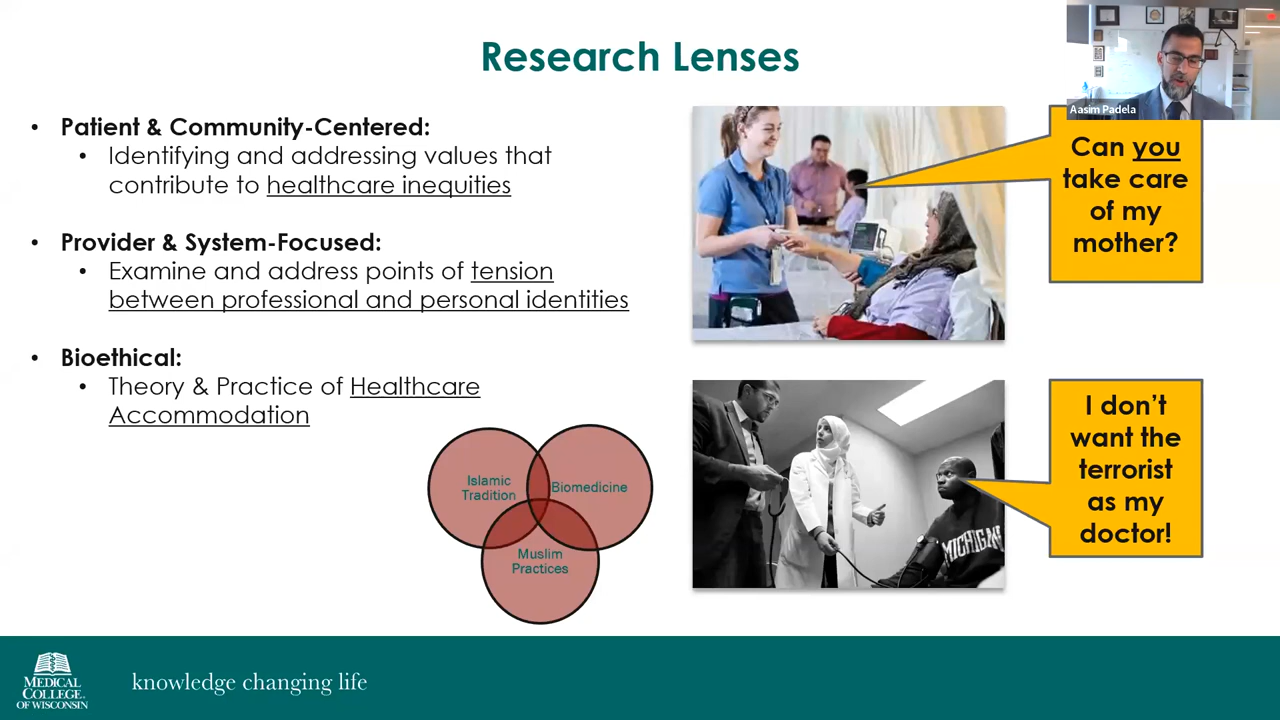 Research Lenses
Aasim Padela
• Patient & Community-Centered:
• Identifying and addressing values that
contribute to healthcare inequities
• Provider & System-Focused:
• Examine and address points of tension
between professional and personal identities
• Bioethical:
• Theory & Practice of Healthcare
Accommodation
Islamic
Tradition
Biomedicine
Muslim
Practices
Can you
take care
of my
mother?
I don’t
want the
terrorist
as my
doctor!
MICHIGAN
MEDICAL
COLLEGE
OF WISCONSIN
knowledge changing life